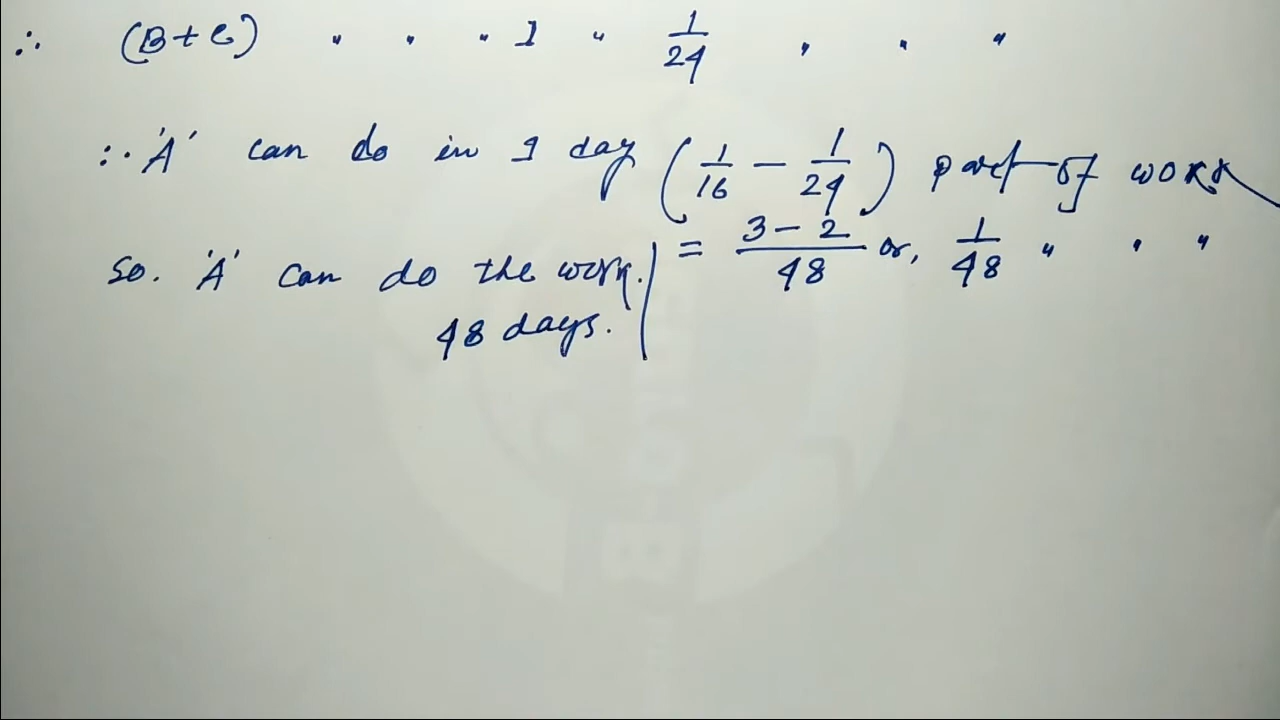 ∴ (B+C) " " " 1 " 1/24 " " "
∴ 'A' can do in 1 day (1/16 − 1/24) part of work
= 3−2/48 or, 1/48 " " "
So. 'A' can do the work.
48 days.